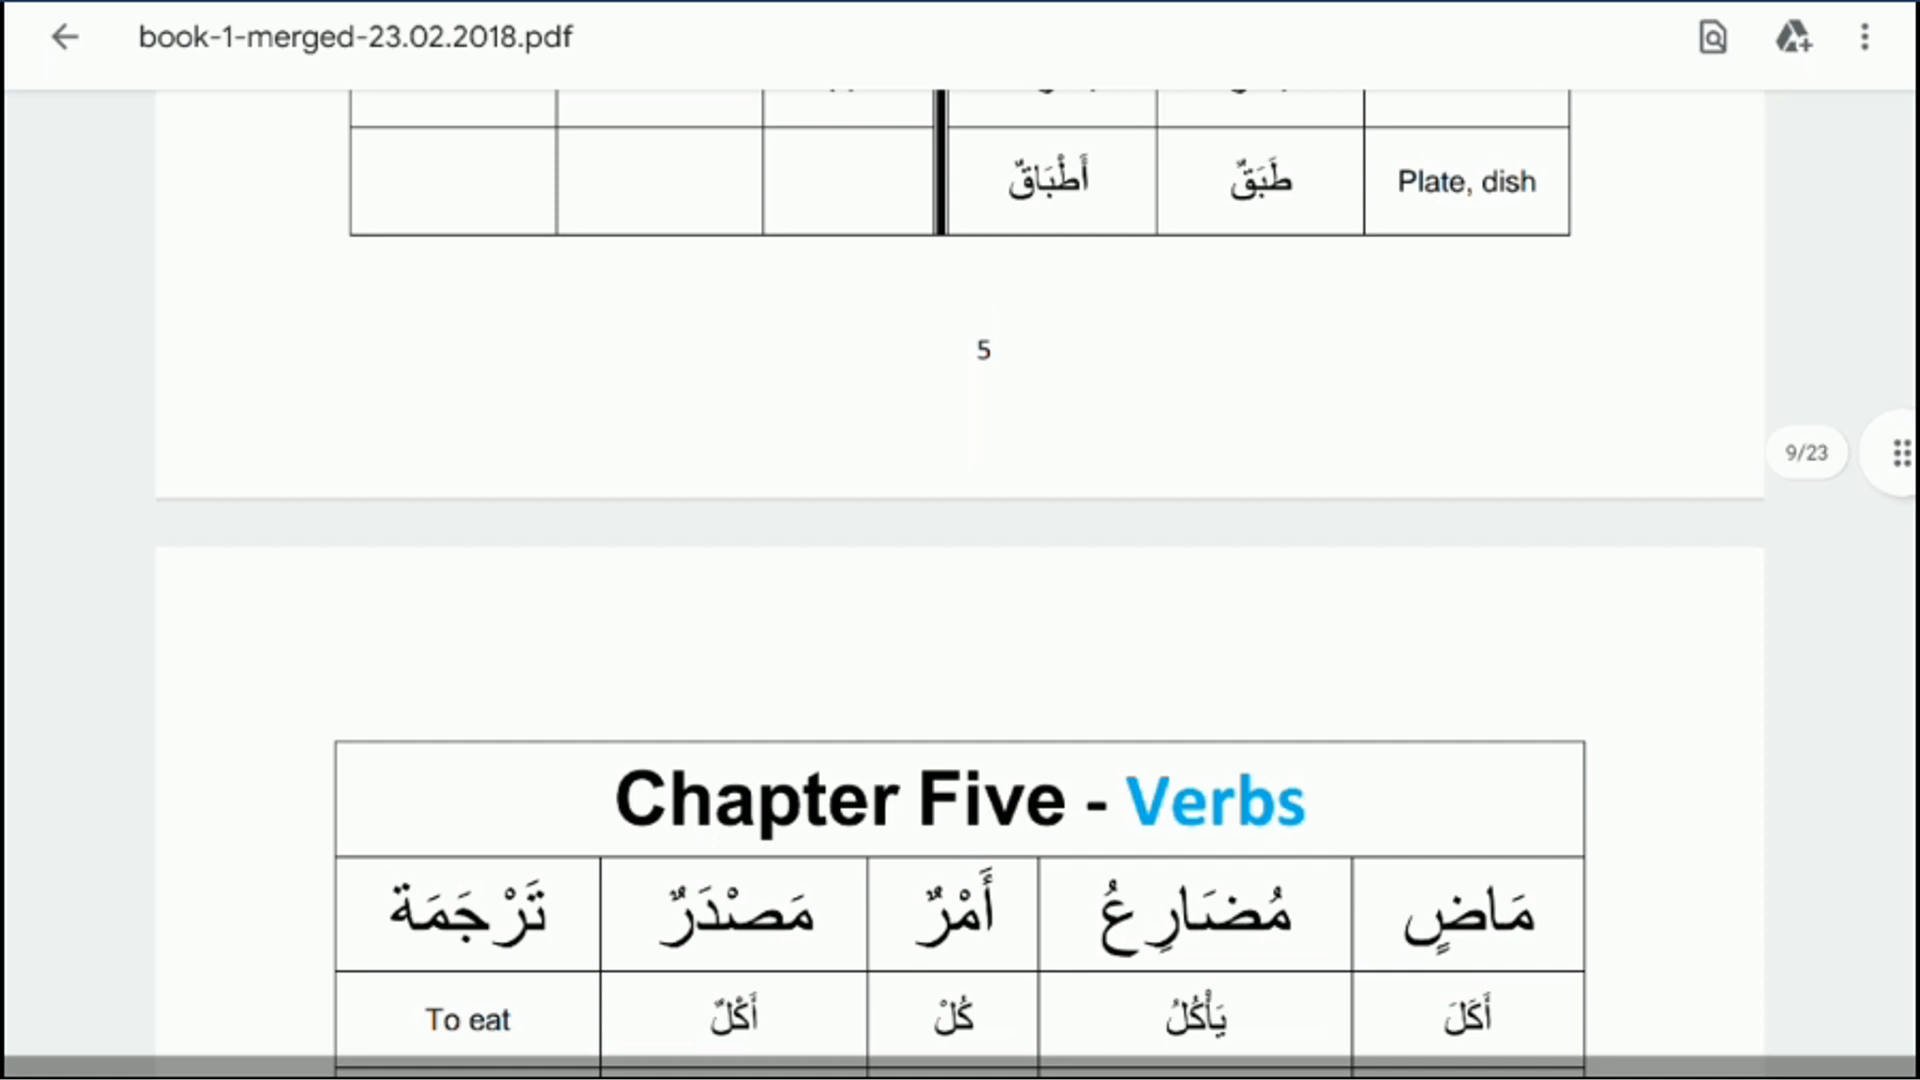 book-1-merged-23.02.2018.pdf
Plate, dish طَبَقٌ أَطْبَاقٌ
5
9/23
Chapter Five - Verbs
مَاضٍ مُضَارِعُ أَمْرٌ مَصْدَرٌ تَرْجَمَة
أَكَلَ يَأْكُلُ كُلْ أَكْلٌ To eat